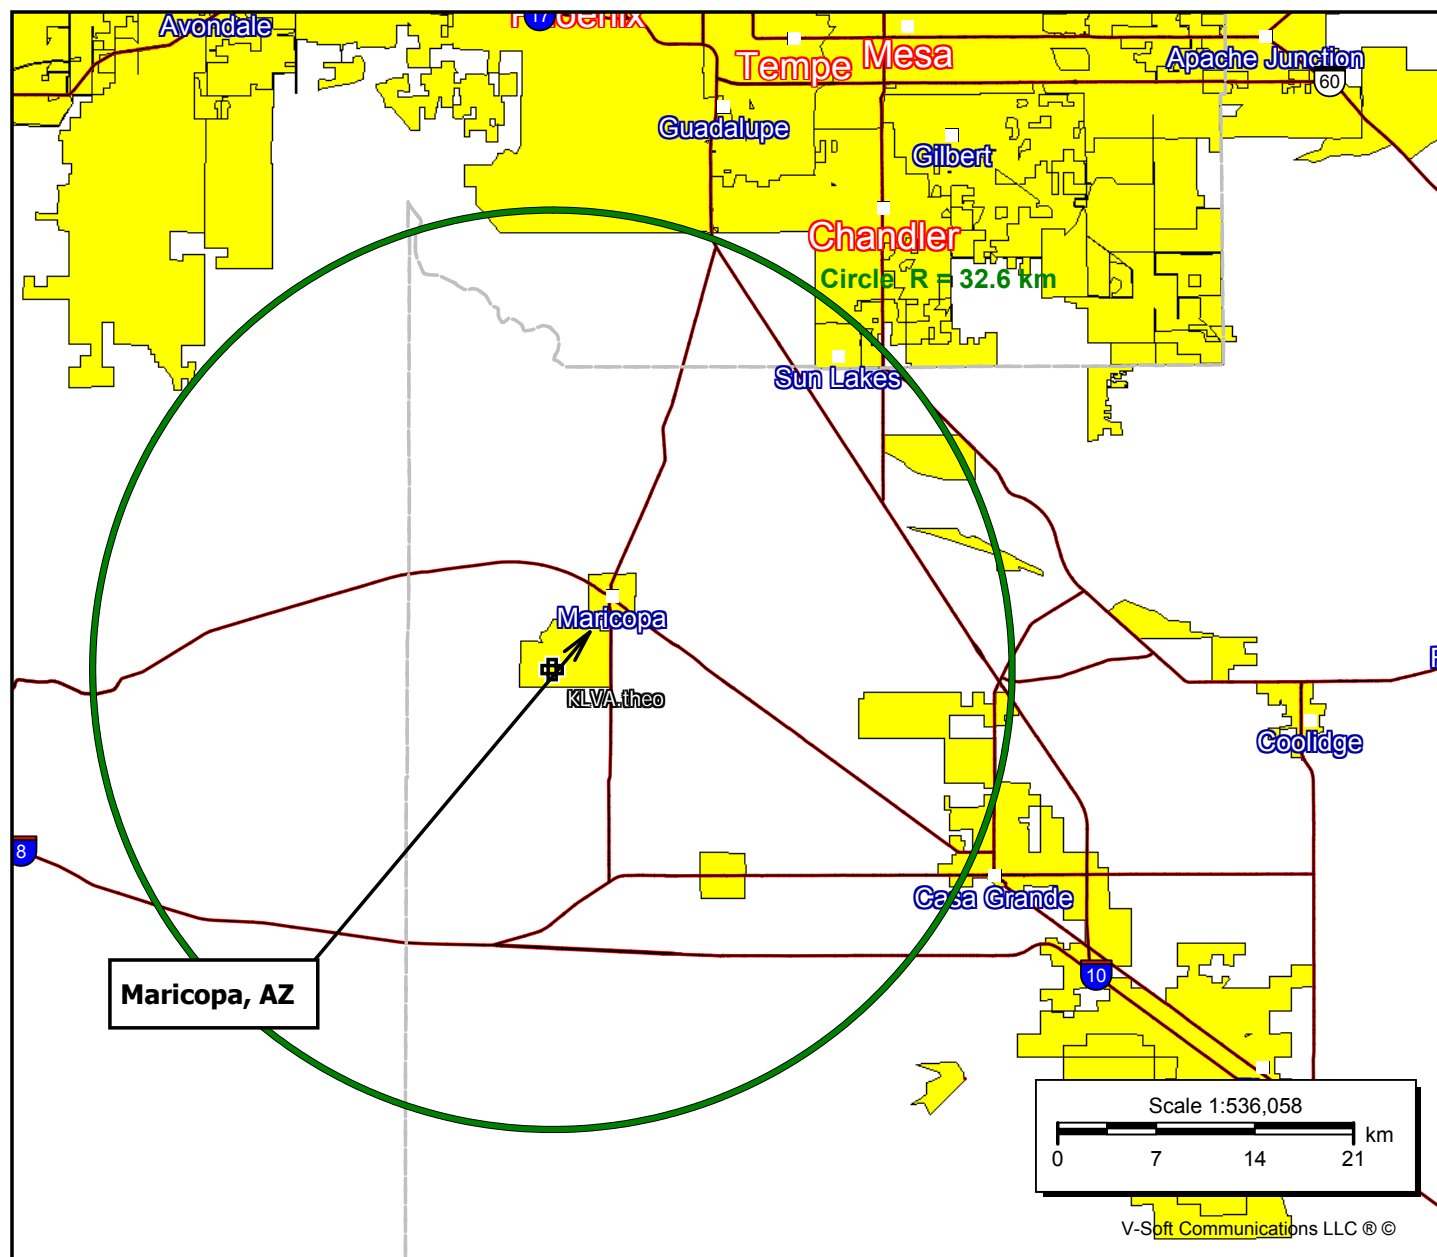 Avondale
17
Phoenix
Tempe
Mesa
Apache Junction
60
Guadalupe
Gilbert
Chandler
Circle R = 32.6 km
Sun Lakes
Maricopa
KLVA.theo
Coolidge
8
Casa Grande
10
Maricopa, AZ
Scale 1:536,058
km
0 7 14 21
V-Soft Communications LLC ® ©